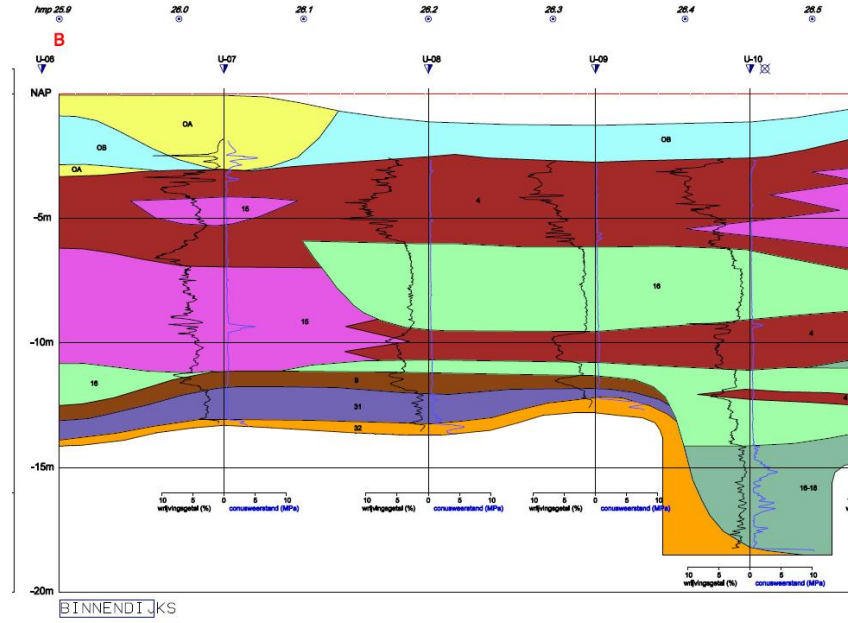 hmp 25.9 26.0 26.1 26.2 26.3 26.4 26.5
B
U-06 U-07 U-08 U-09 U-10
NAP
OA
OB OB
OA
4
-5m 15
16
15
-10m 4
9
16 4
31
32
-15m
16-18
10 5 0 5 10 10 5 0 5 10 10 5 0 5 10
wrijvingsgetal (%) conusweerstand (MPa) wrijvingsgetal (%) conusweerstand (MPa) wrijvingsgetal (%) conusweerstand (MPa)
10 5 0 5 10
wrijvingsgetal (%) conusweerstand (MPa)
-20m
BINNENDIJKS